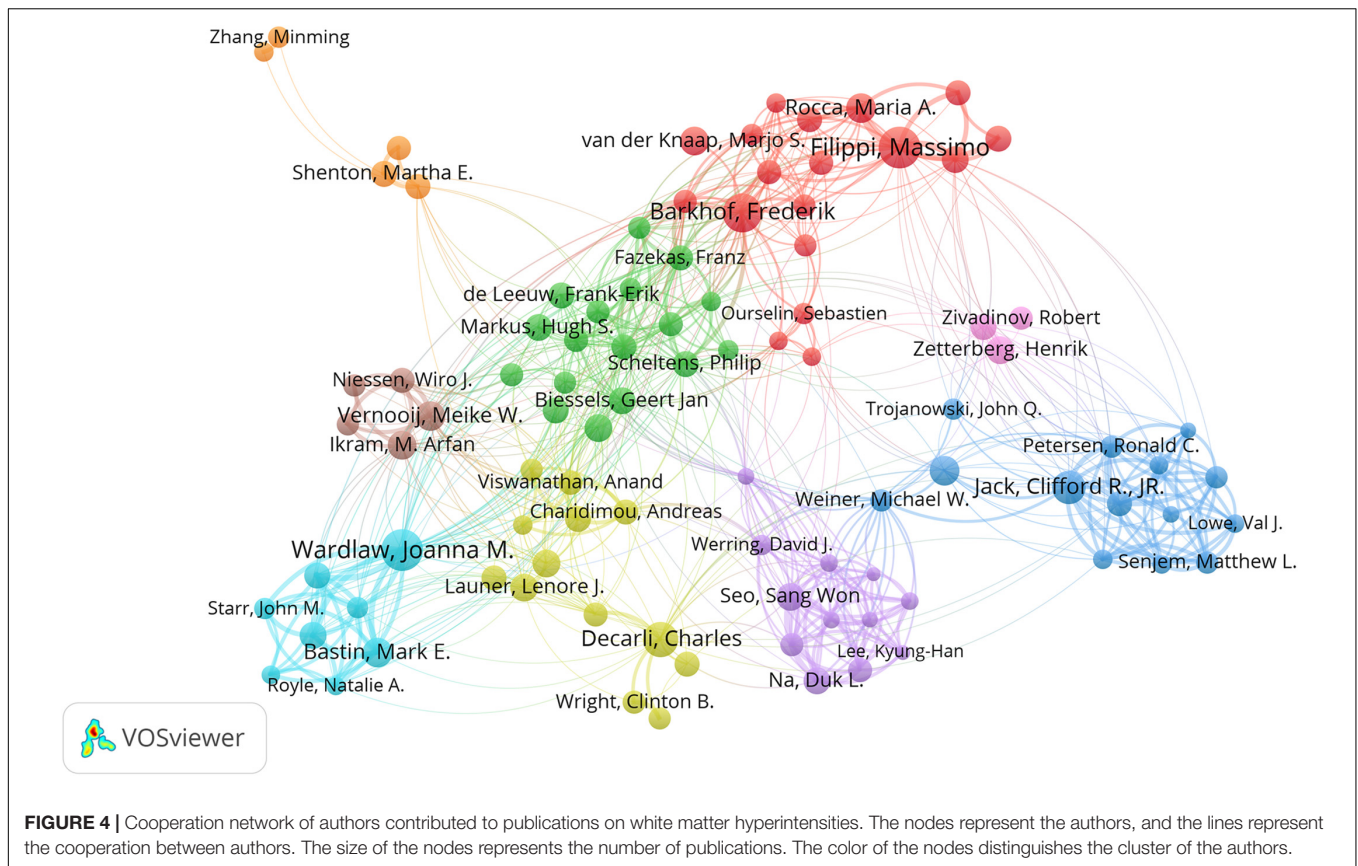 Zhang, Minming
Rocca, Maria A.
van der Knaap, Marjo S.
Filippi, Massimo
Shenton, Martha E.
Barkhof, Frederik
Fazekas, Franz
de Leeuw, Frank-Erik
Ourselin, Sebastien
Zivadinov, Robert
Markus, Hugh S.
Zetterberg, Henrik
Scheltens, Philip
Niessen, Wiro J.
Biessels, Geert Jan
Vernooij, Meike W.
Trojanowski, John Q.
Ikram, M. Arfan
Petersen, Ronald C.
Viswanathan, Anand
Jack, Clifford R., JR.
Weiner, Michael W.
Charidimou, Andreas
Lowe, Val J.
Wardlaw, Joanna M.
Werring, David J.
Senjem, Matthew L.
Launer, Lenore J.
Seo, Sang Won
Starr, John M.
Decarli, Charles
Bastin, Mark E.
Lee, Kyung-Han
Na, Duk L.
Royle, Natalie A.
Wright, Clinton B.
VOSviewer
FIGURE 4 | Cooperation network of authors contributed to publications on white matter hyperintensities. The nodes represent the authors, and the lines represent
the cooperation between authors. The size of the nodes represents the number of publications. The color of the nodes distinguishes the cluster of the authors.